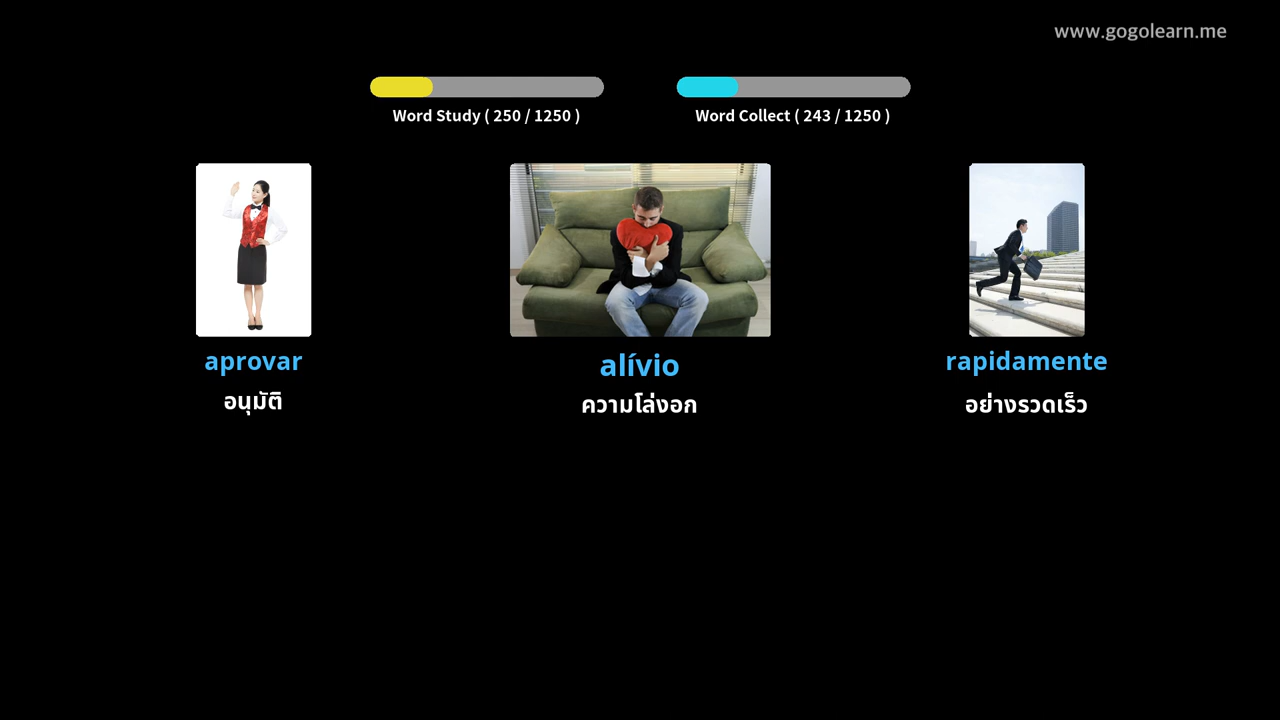 www.gogolearn.me
Word Study ( 250 / 1250 )
Word Collect ( 243 / 1250 )
aprovar
อนุมัติ
alívio
ความโล่งอก
rapidamente
อย่างรวดเร็ว